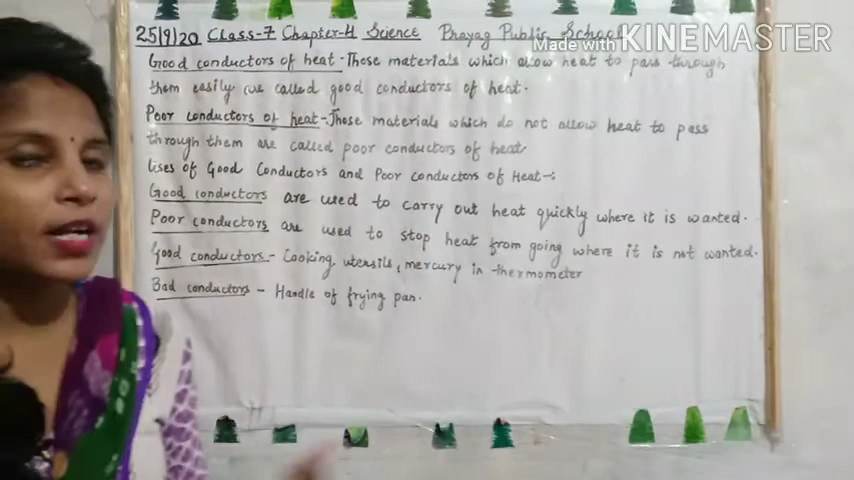 25/9/20 Class-7 Chapter-4 Science Prayag Public School
Made with KINEMASTER
Good conductors of heat - Those materials which allow heat to pass through
them easily are called good conductors of heat.
Poor conductors of heat - Those materials which do not allow heat to pass
through them are called poor conductors of heat
Uses of Good Conductors and Poor Conductors of Heat-:
Good conductors are used to carry out heat quickly where it is wanted.
Poor conductors are used to stop heat from going where it is not wanted.
Good conductors - Cooking utensils, mercury in thermometer
Bad conductors - Handle of frying pan.